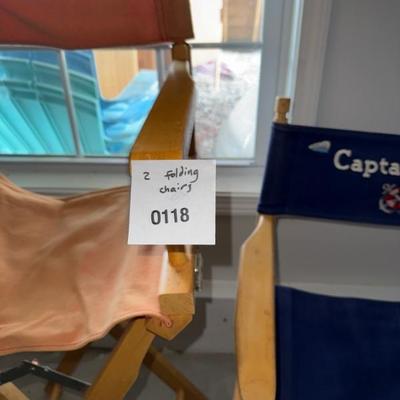 2 folding
chairs
0118
Capta